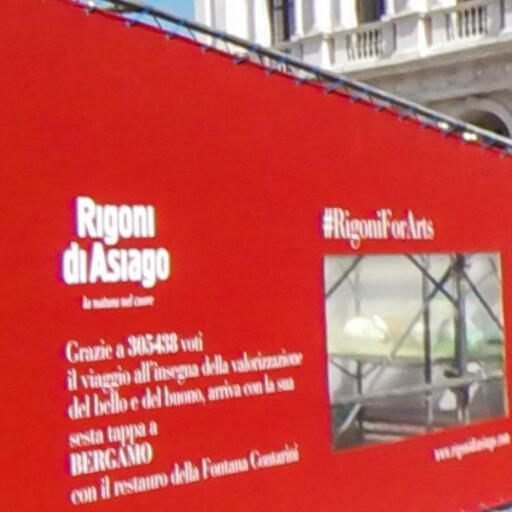 Rigoni
di Asiago
la natura nel cuore
#RigoniForArts
Grazie a 305438 voti
il viaggio all'insegna della valorizzazione
del bello e del buono, arriva con la sua
sesta tappa a
BERGAMO
con il restauro della Fontana Contarini
www.rigonidiasiago.com